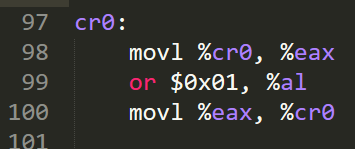 97 cr0:
98 movl %cr0, %eax
99 or $0x01, %al
100 movl %eax, %cr0
101